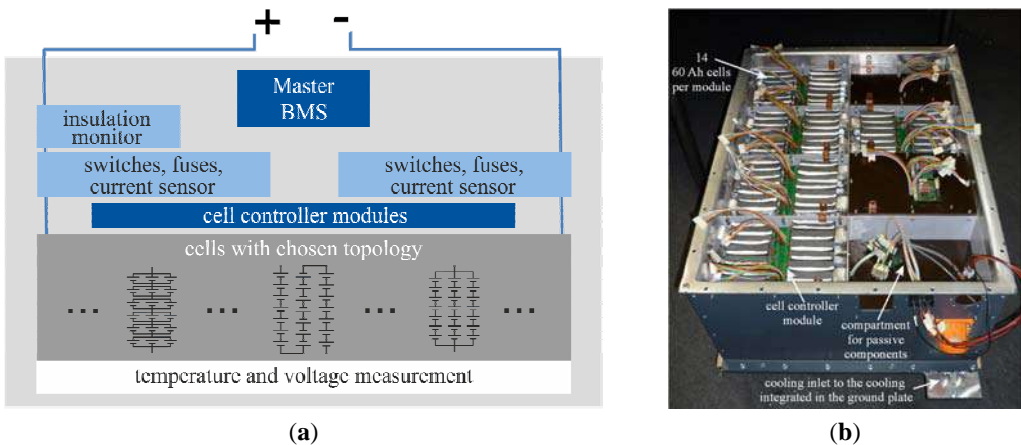 + -
Master
BMS
insulation
monitor
switches, fuses,
current sensor
switches, fuses,
current sensor
cell controller modules
cells with chosen topology
... ... ... ...
temperature and voltage measurement
(a)
14
60 Ah cells
per module
cell controller
module
compartment
for passive
components
cooling inlet to the cooling
integrated in the ground plate
(b)